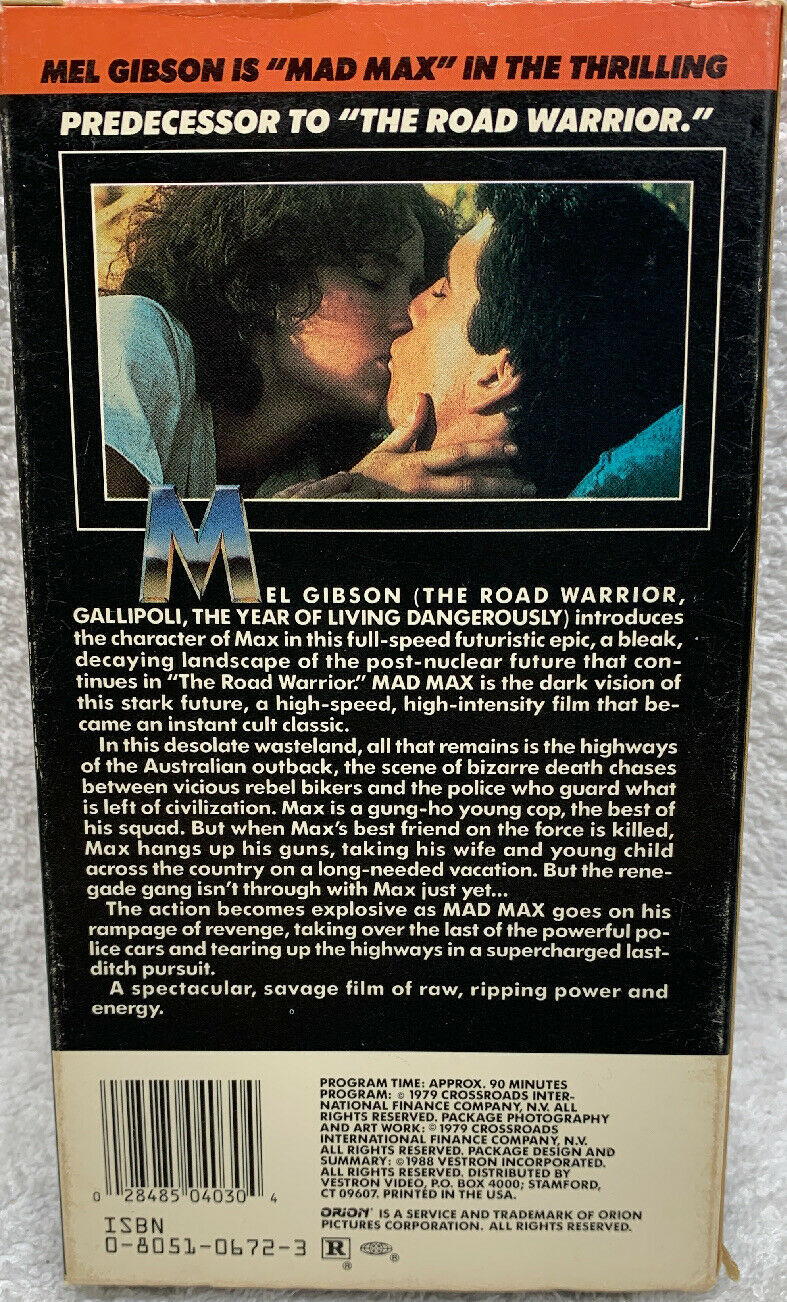 MEL GIBSON IS "MAD MAX" IN THE THRILLING
PREDECESSOR TO "THE ROAD WARRIOR."
MEL GIBSON (THE ROAD WARRIOR,
GALLIPOLI, THE YEAR OF LIVING DANGEROUSLY) introduces
the character of Max in this full-speed futuristic epic, a bleak,
decaying landscape of the post-nuclear future that con-
tinues in "The Road Warrior." MAD MAX is the dark vision of
this stark future, a high-speed, high-intensity film that be-
came an instant cult classic.
In this desolate wasteland, all that remains is the highways
of the Australian outback, the scene of bizarre death chases
between vicious rebel bikers and the police who guard what
is left of civilization. Max is a gung-ho young cop, the best of
his squad. But when Max's best friend on the force is killed,
Max hangs up his guns, taking his wife and young child
across the country on a long-needed vacation. But the rene-
gade gang isn't through with Max just yet...
The action becomes explosive as MAD MAX goes on his
rampage of revenge, taking over the last of the powerful po-
lice cars and tearing up the highways in a supercharged last-
ditch pursuit.
A spectacular, savage film of raw, ripping power and
energy.
PROGRAM TIME: APPROX. 90 MINUTES
PROGRAM: © 1979 CROSSROADS INTER-
NATIONAL FINANCE COMPANY, N.V. ALL
RIGHTS RESERVED. PACKAGE PHOTOGRAPHY
AND ART WORK: © 1979 CROSSROADS
INTERNATIONAL FINANCE COMPANY, N.V.
ALL RIGHTS RESERVED. PACKAGE DESIGN AND
SUMMARY: © 1988 VESTRON INCORPORATED.
ALL RIGHTS RESERVED. DISTRIBUTED BY
VESTRON VIDEO, P.O. BOX 4000; STAMFORD,
CT 09607. PRINTED IN THE USA.
ORION® IS A SERVICE AND TRADEMARK OF ORION
PICTURES CORPORATION. ALL RIGHTS RESERVED.
0 28485 04030 4
ISBN
0-8051-0672-3
R ® ®